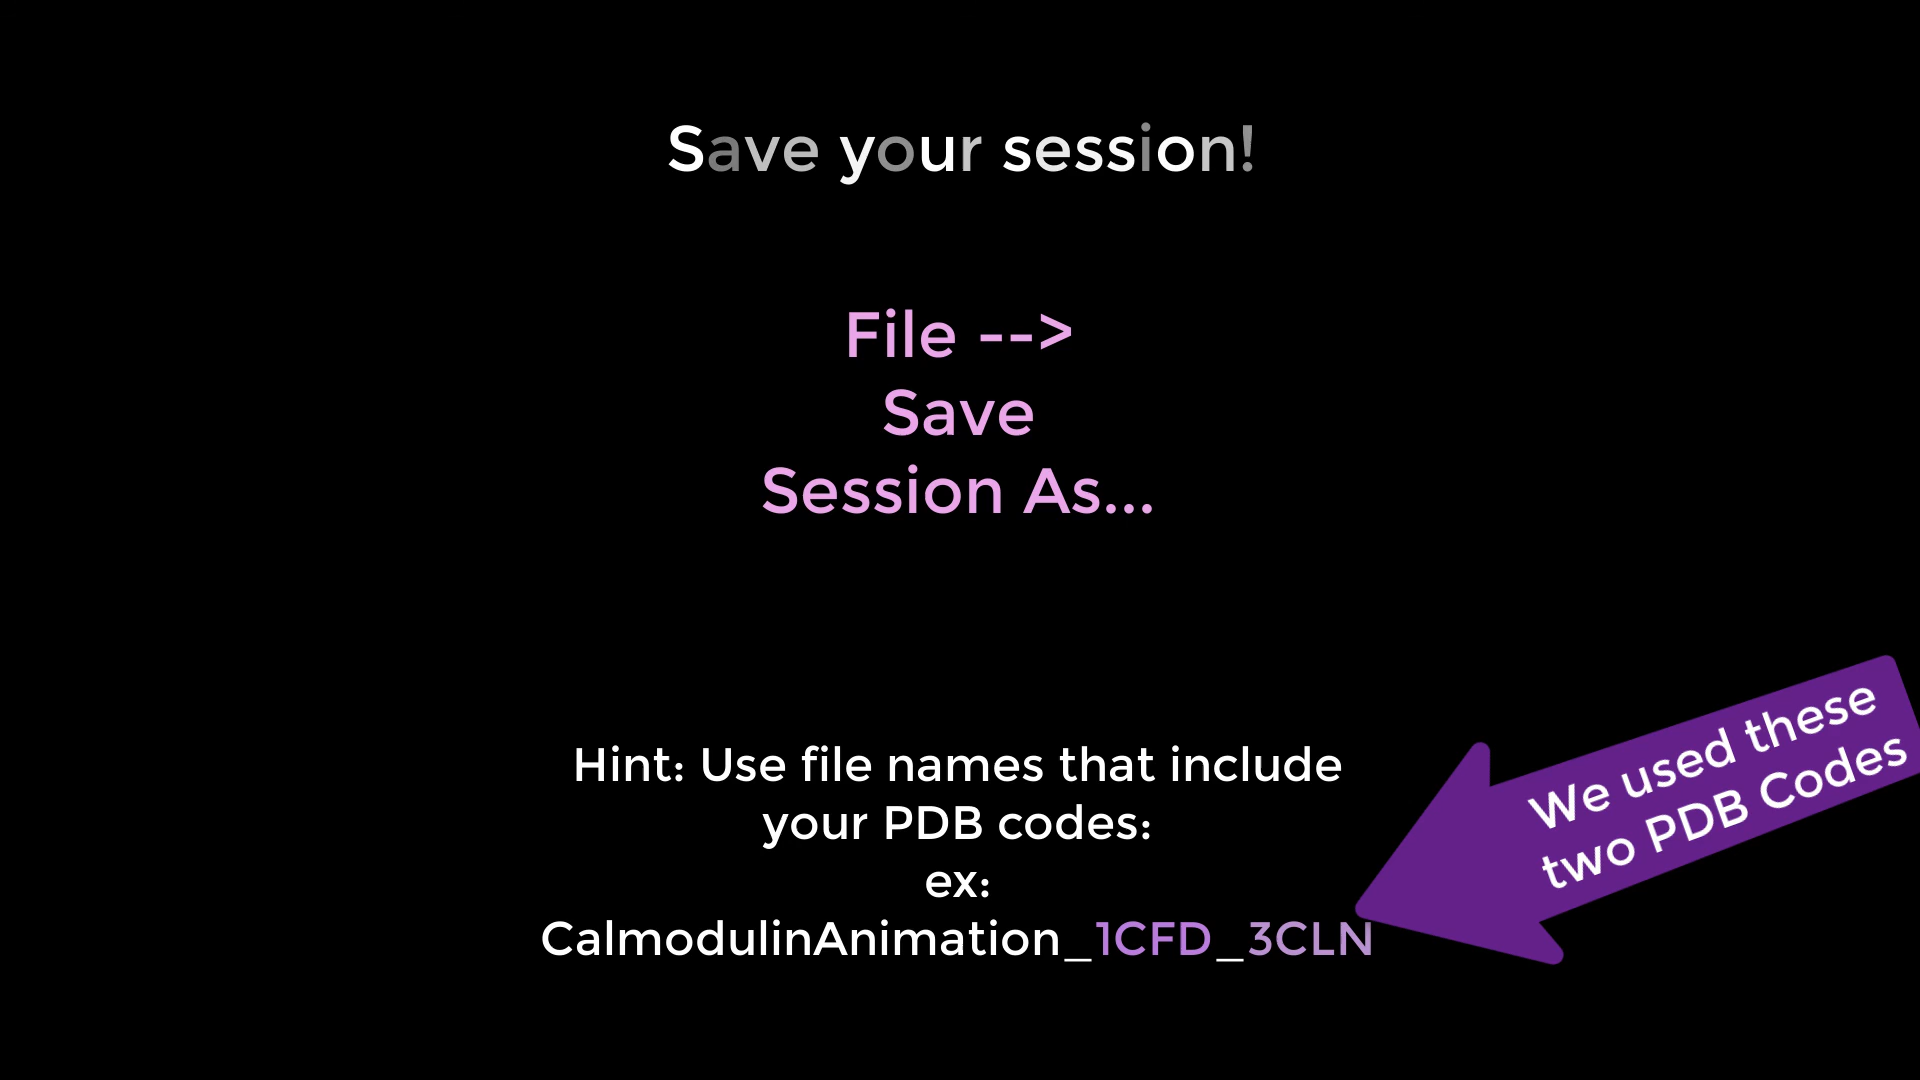 Save your session!
File -->
Save
Session As...
Hint: Use file names that include
your PDB codes:
ex:
CalmodulinAnimation_1CFD_3CLN
We used these
two PDB Codes